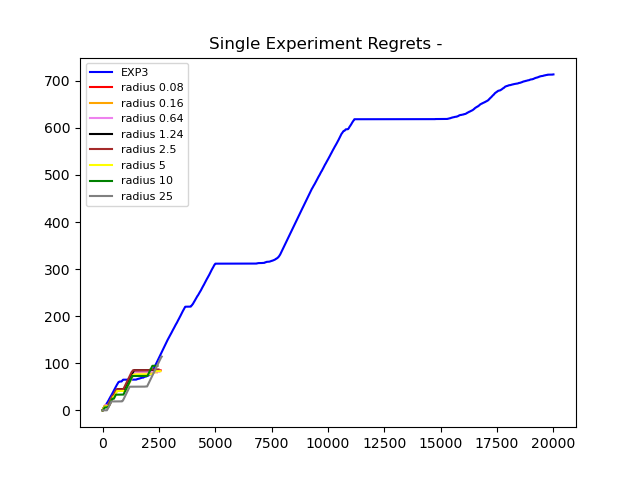 Single Experiment Regrets -
700
600
500
400
300
200
100
0
EXP3
radius 0.08
radius 0.16
radius 0.64
radius 1.24
radius 2.5
radius 5
radius 10
radius 25
0 2500 5000 7500 10000 12500 15000 17500 20000